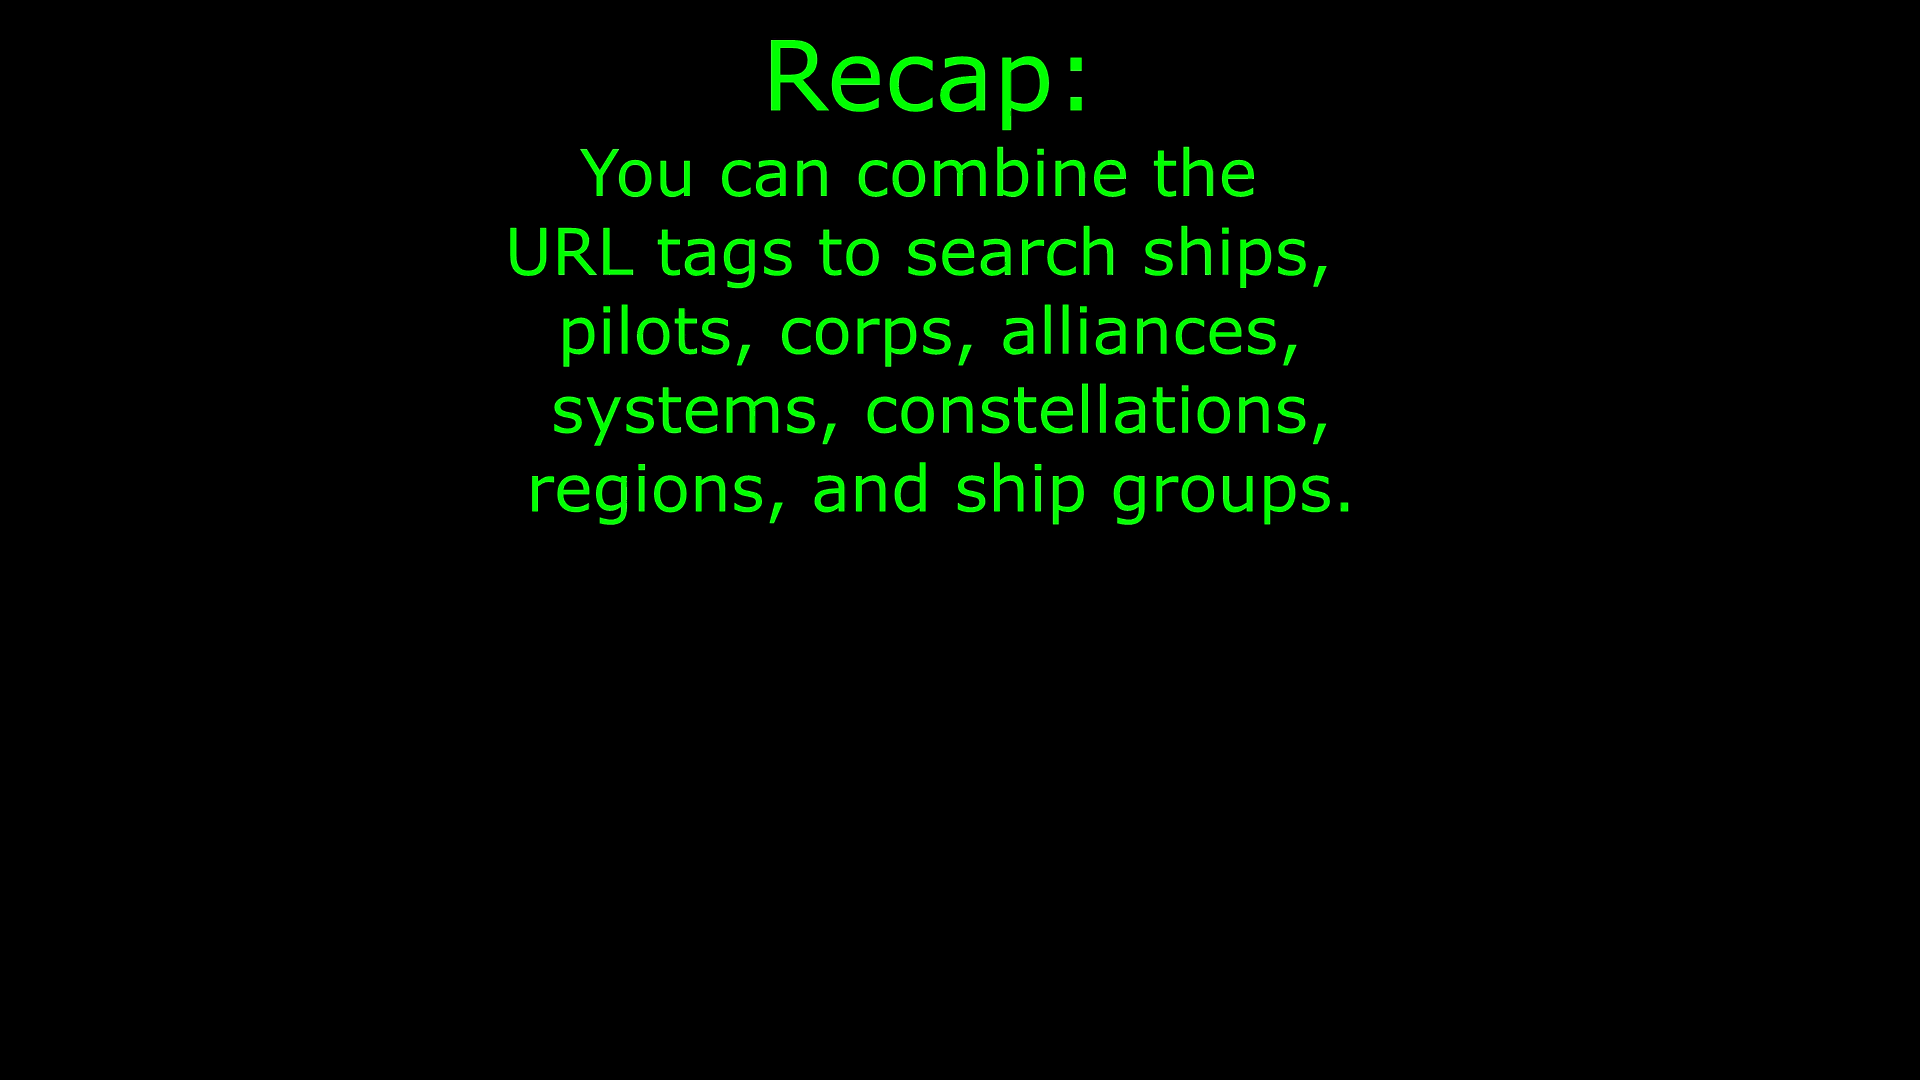 Recap:
You can combine the
URL tags to search ships,
pilots, corps, alliances,
systems, constellations,
regions, and ship groups.